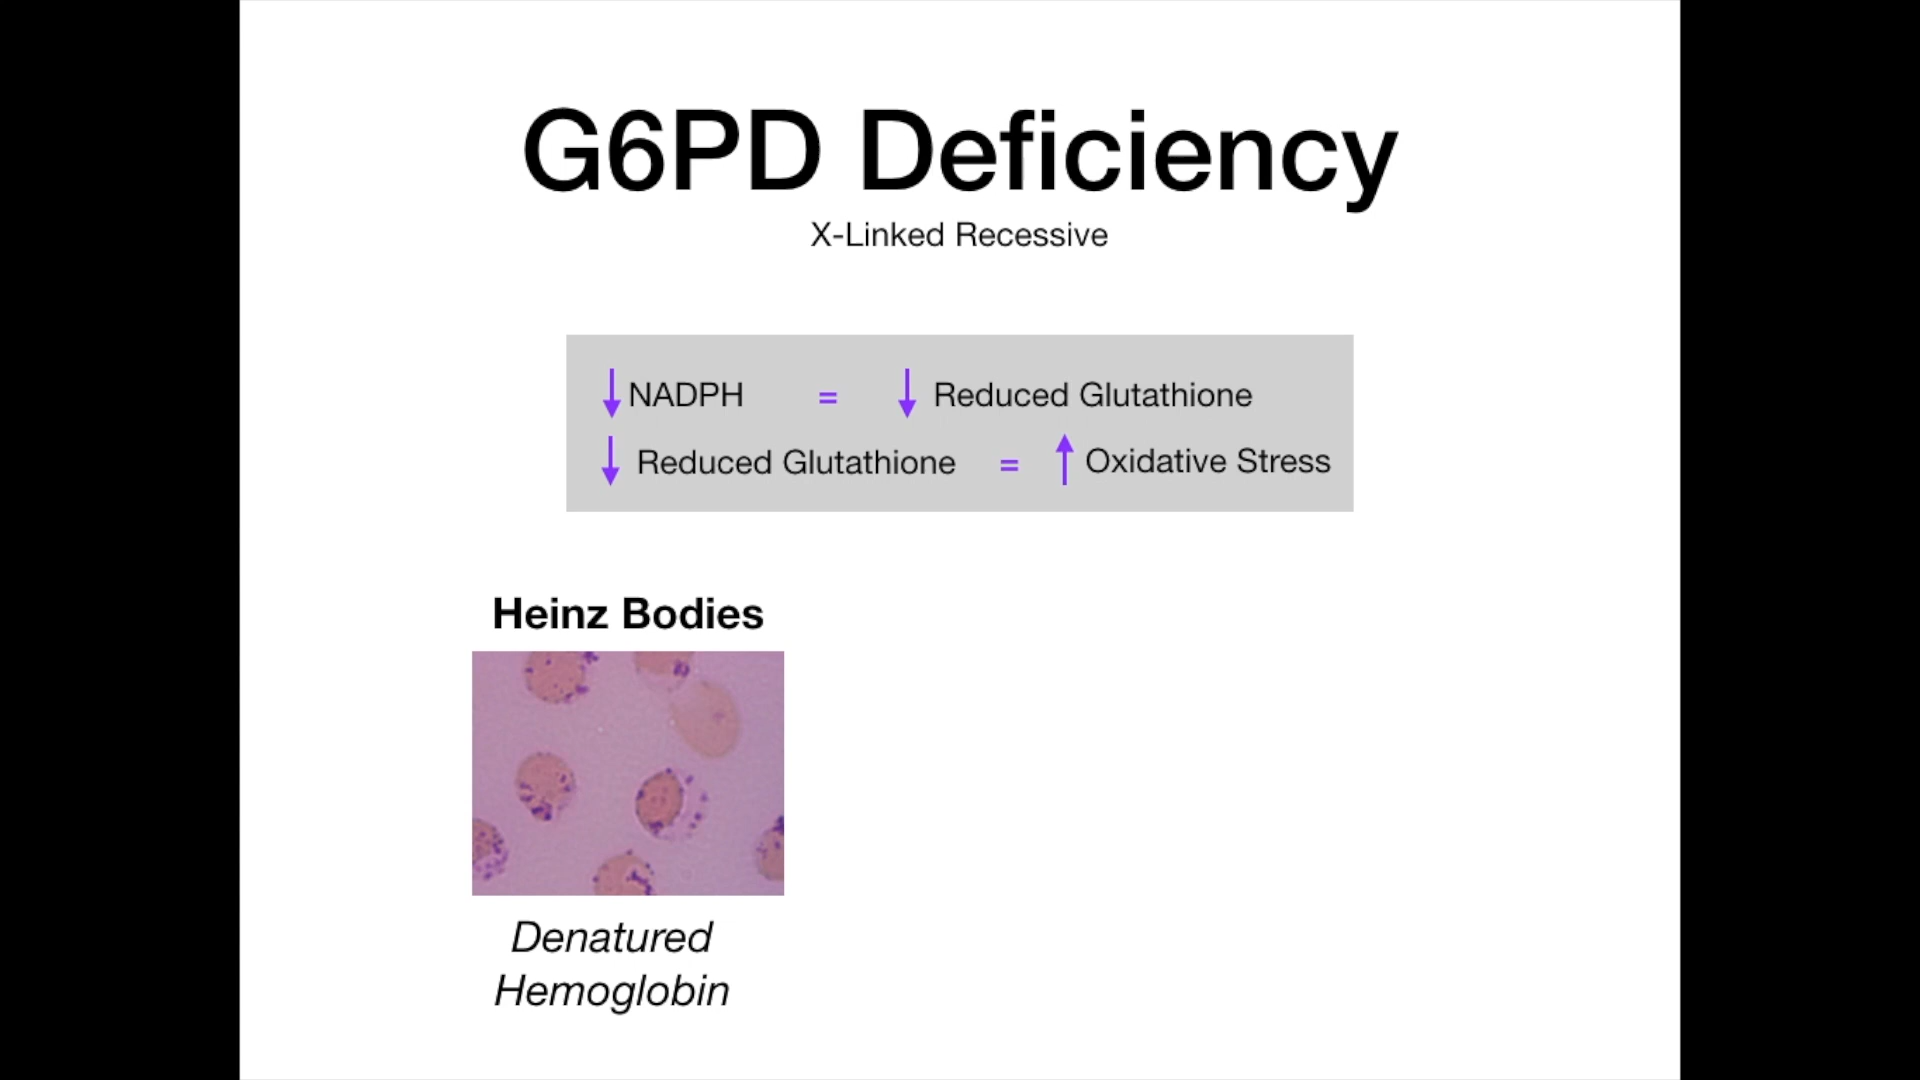 G6PD Deficiency
X-Linked Recessive
↓ NADPH = ↓ Reduced Glutathione
↓ Reduced Glutathione = ↑ Oxidative Stress
Heinz Bodies
Denatured
Hemoglobin